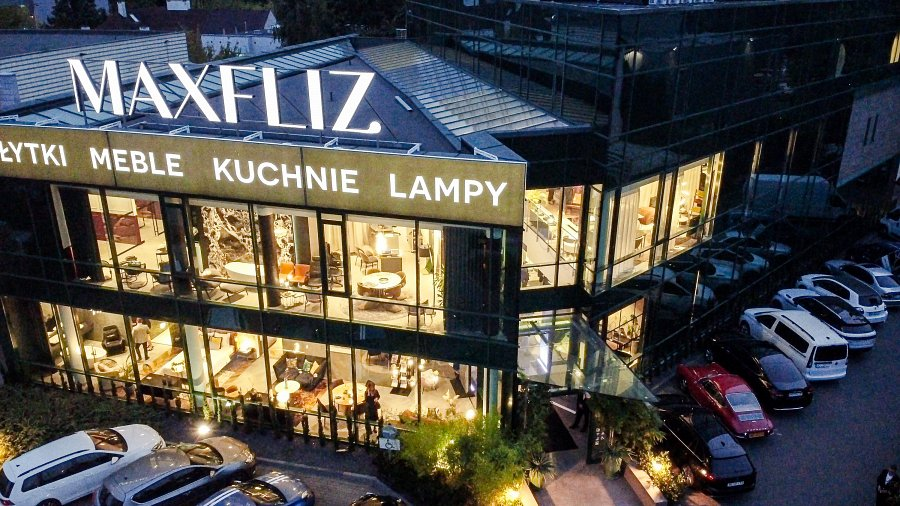 MAXFLIZ
ŁYTKI MEBLE KUCHNIE LAMPY